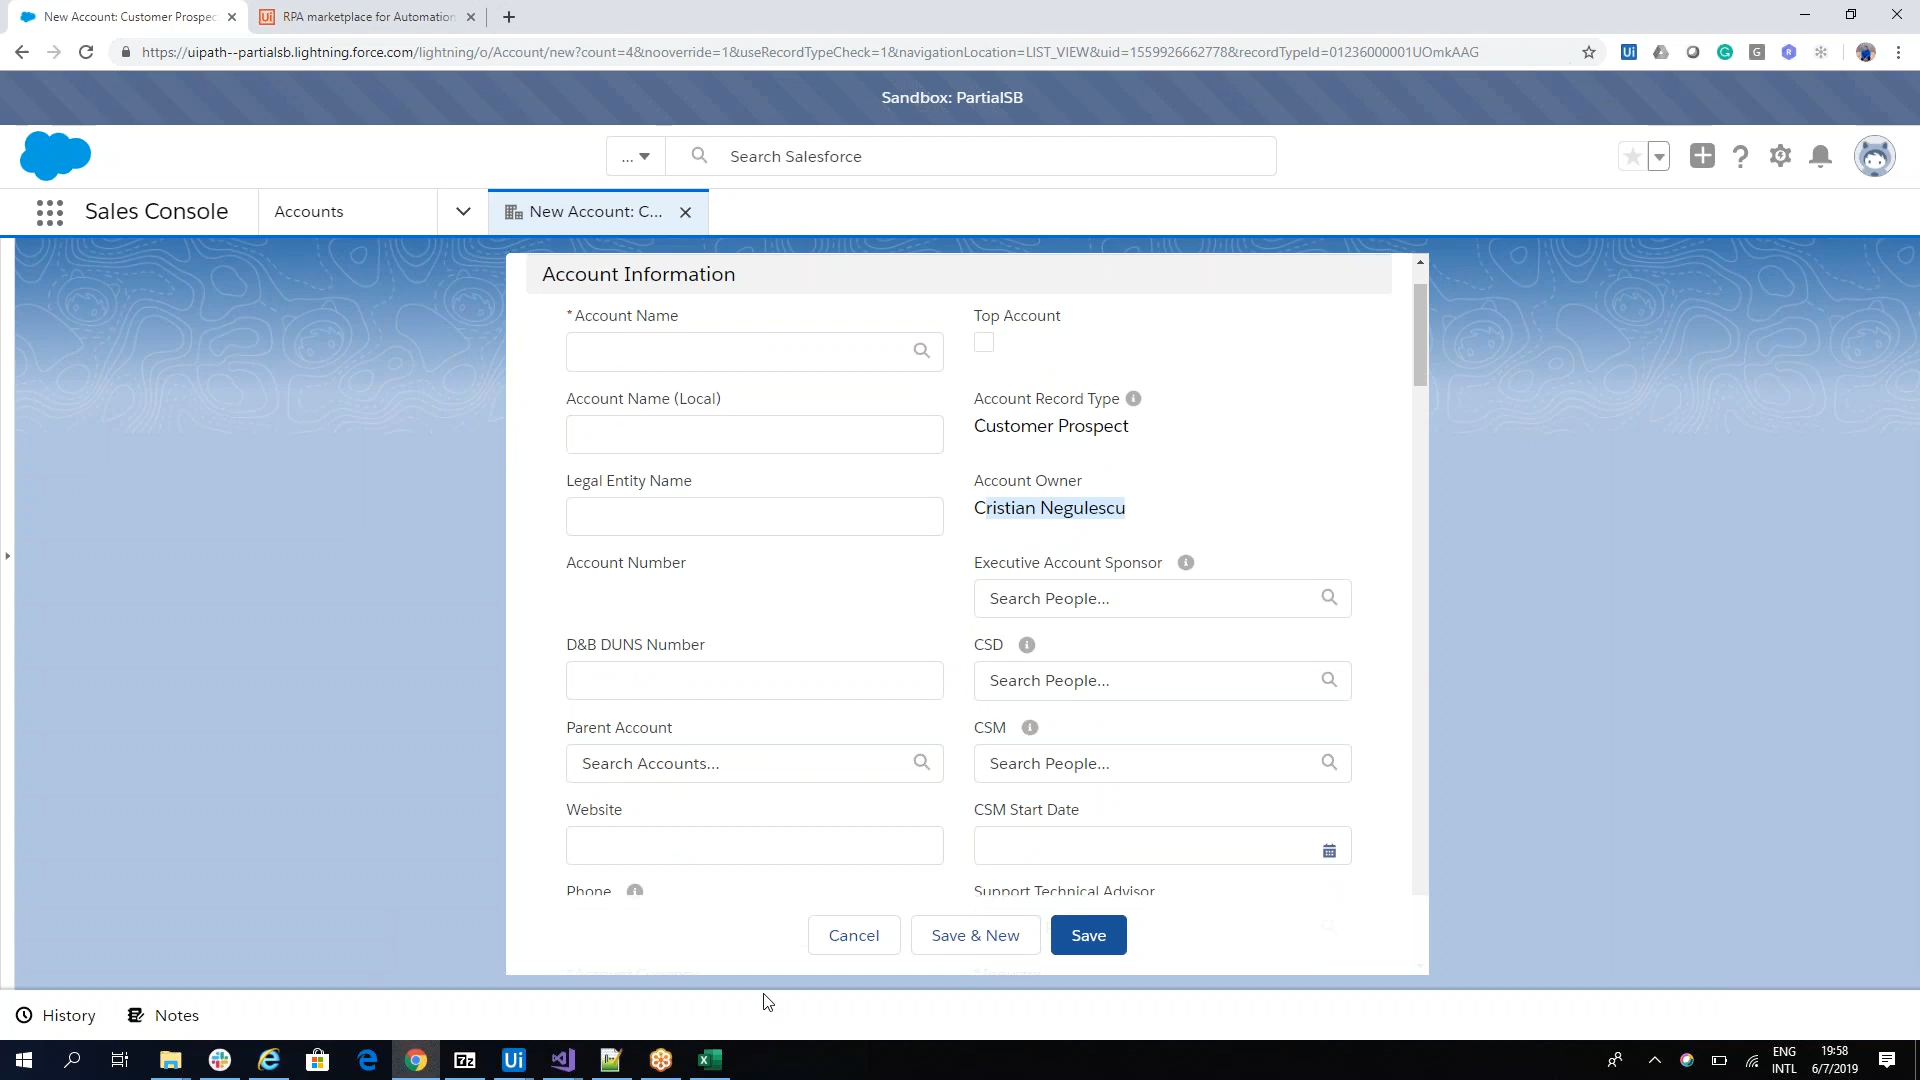 New Account: Customer Prospec
RPA marketplace for Automation
https://uipath--partialsb.lightning.force.com/lightning/o/Account/new?count=4&nooverride=1&useRecordTypeCheck=1&navigationLocation=LIST_VIEW&uid=1559926662778&recordTypeId=01236000001UOmkAAG
Sandbox: PartialSB
...
Search Salesforce
Sales Console
Accounts
New Account: C...
Account Information
*Account Name
Top Account
Account Name (Local)
Account Record Type
Customer Prospect
Legal Entity Name
Account Owner
Cristian Negulescu
Account Number
Executive Account Sponsor
Search People...
D&B DUNS Number
CSD
Search People...
Parent Account
CSM
Search Accounts...
Search People...
Website
CSM Start Date
Phone
Support Technical Advisor
Cancel
Save & New
Save
History
Notes
ENG
INTL
19:58
6/7/2019